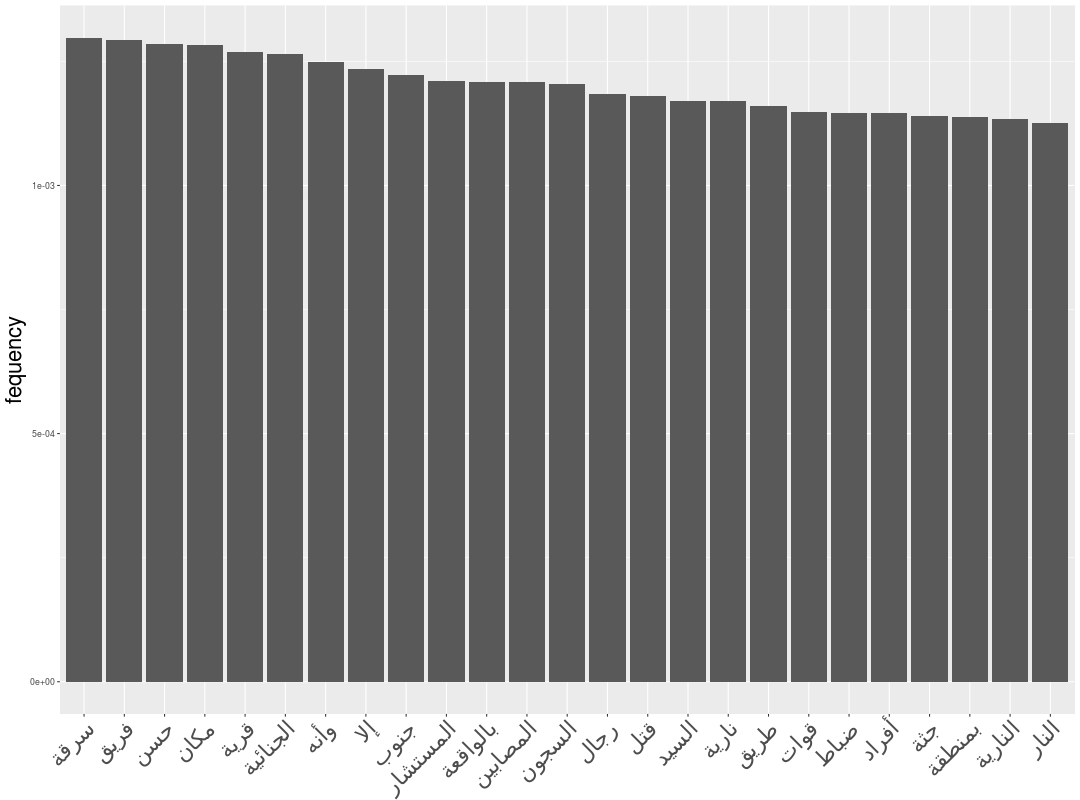 fequency
1e-03
5e-04
0e+00
سرقة
فريق
حسن
مكان
قرية
الجنائية
وأنه
إلا
جنوب
المستشار
بالواقعة
المصابين
السجون
رجال
قتل
السيد
نارية
طريق
قوات
ضباط
أفراد
جثة
بمنطقة
النارية
النار